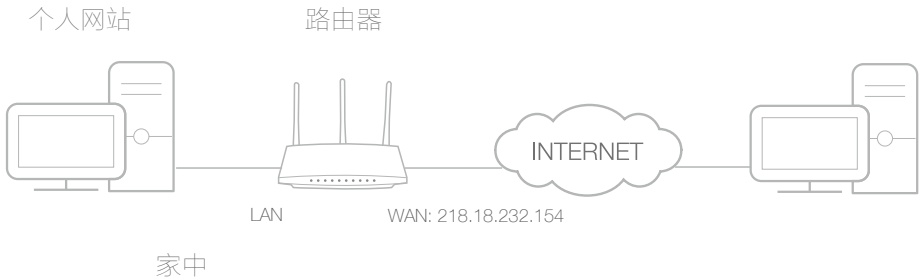 个人网站
路由器
INTERNET
LAN
WAN: 218.18.232.154
家中